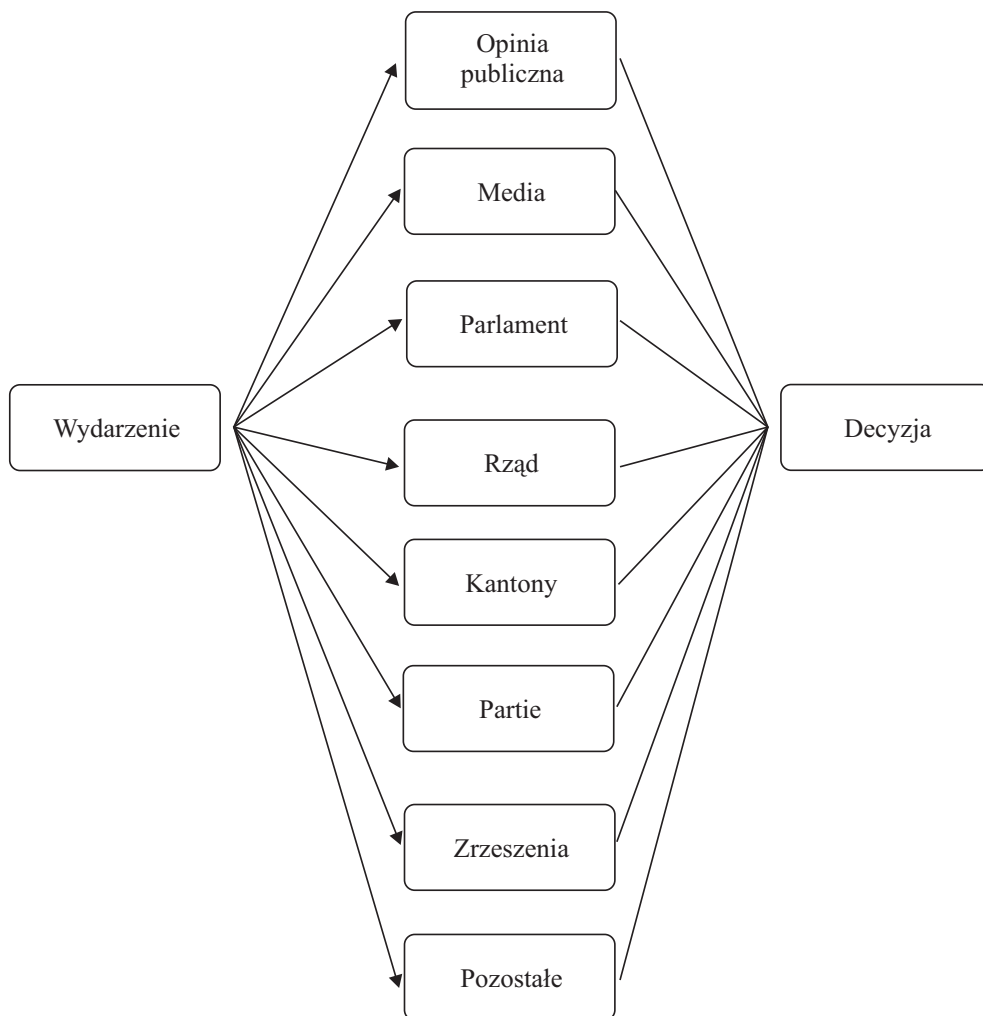 Opinia
publiczna
Media
Parlament
Wydarzenie
Rząd
Decyzja
Kantony
Partie
Zrzeszenia
Pozostałe